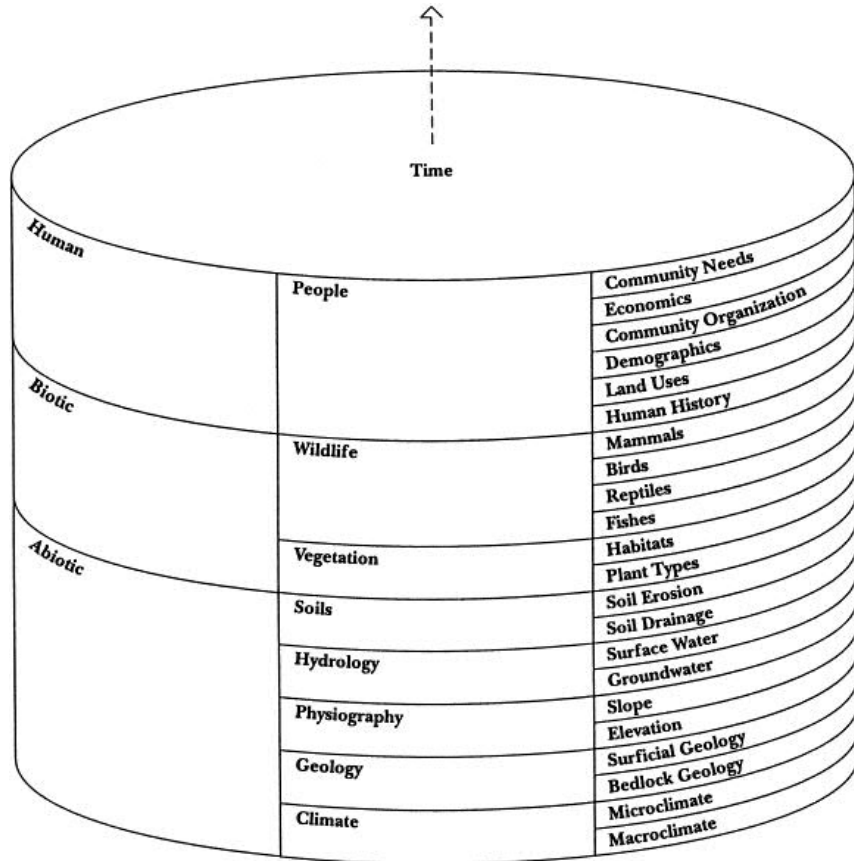 Time
Human
Biotic
Abiotic
People
Wildlife
Vegetation
Soils
Hydrology
Physiography
Geology
Climate
Community Needs
Economics
Community Organization
Demographics
Land Uses
Human History
Mammals
Birds
Reptiles
Fishes
Habitats
Plant Types
Soil Erosion
Soil Drainage
Surface Water
Groundwater
Slope
Elevation
Surficial Geology
Bedlock Geology
Microclimate
Macroclimate